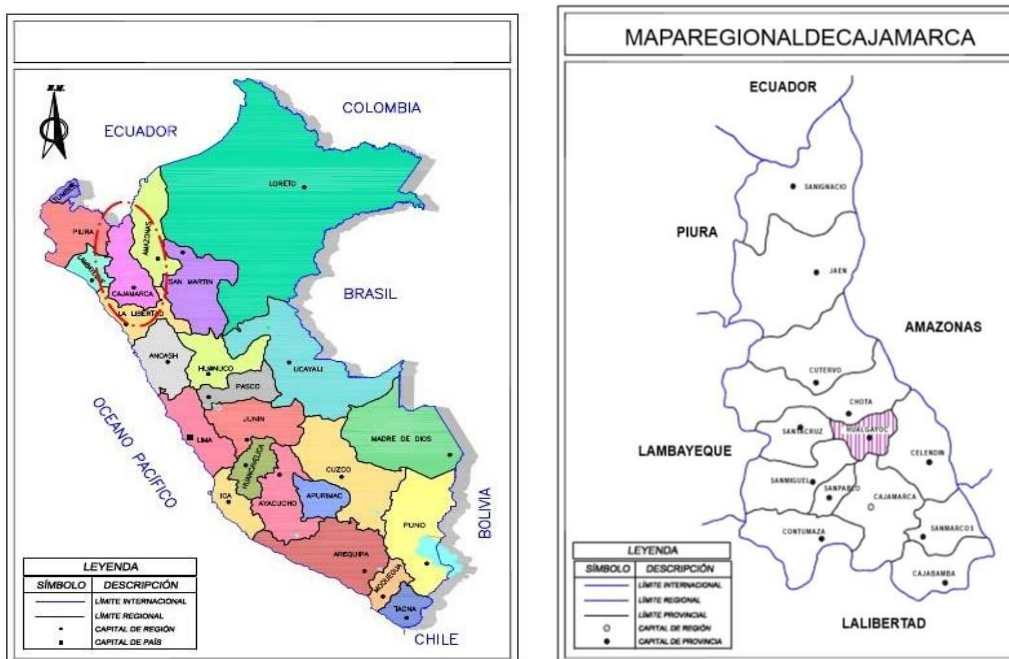 N.M.
COLOMBIA
ECUADOR
LORETO
TUMBES
PIURA
AMAZONAS
LAMBAYEQUE
SAN MARTIN
CAJAMARCA
BRASIL
LA LIBERTAD
ANCASH
HUANUCO
UCAYALI
PASCO
OCEANO PACÍFICO
JUNIN
LIMA
MADRE DE DIOS
HUANCAVELICA
CUZCO
ICA
AYACUCHO
APURIMAC
PUNO
BOLIVIA
AREQUIPA
MOQUEGUA
TACNA
CHILE
LEYENDA
SÍMBOLO DESCRIPCIÓN
LÍMITE INTERNACIONAL
LÍMITE REGIONAL
CAPITAL DE REGIÓN
CAPITAL DE PAÍS
MAPAREGIONALDECAJAMARCA
ECUADOR
SANIGNACIO
PIURA
JAEN
AMAZONAS
CUTERVO
CHOTA
SANTACRUZ
HUALGAYOC
LAMBAYEQUE
CELENDIN
SANMIGUEL
SANPABLO
CAJAMARCA
CONTUMAZA
SANMARCOS
CAJABAMBA
LEYENDA
SÍMBOLO DESCRIPCIÓN
LÍMITE INTERNACIONAL
LÍMITE REGIONAL
LÍMITE PROVINCIAL
CAPITAL DE REGIÓN
CAPITAL DE PROVINCIA
LALIBERTAD